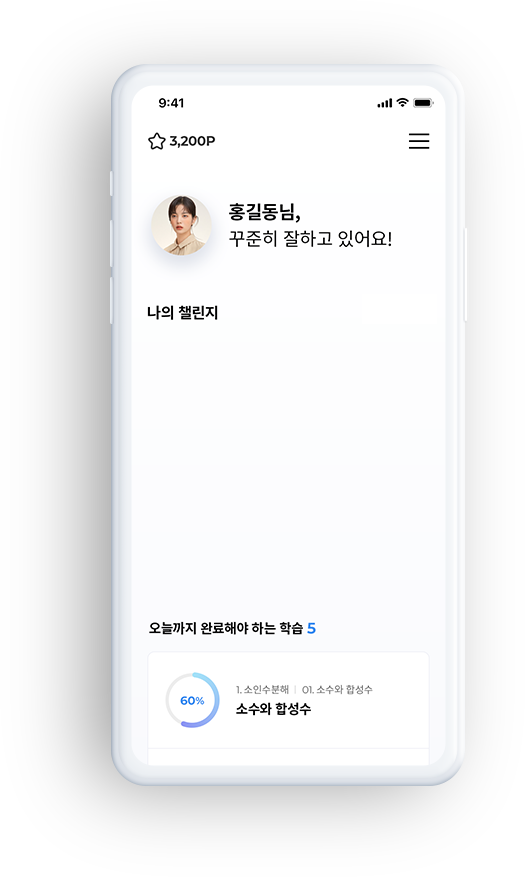 9:41
3,200P
홍길동님,
꾸준히 잘하고 있어요!
나의 챌린지
오늘까지 완료해야 하는 학습 5
60%
1. 소인수분해 | 01. 소수와 합성수
소수와 합성수